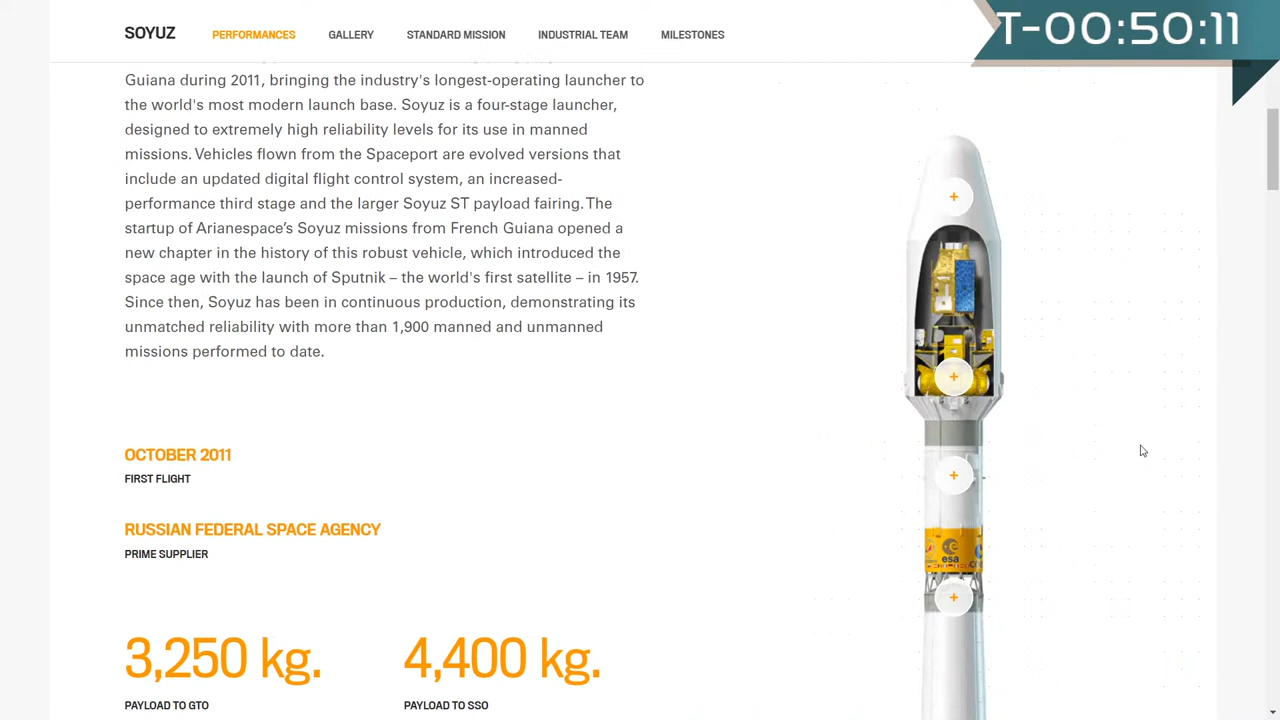 SOYUZ PERFORMANCES GALLERY STANDARD MISSION INDUSTRIAL TEAM MILESTONES
T-00:50:11
Guiana during 2011, bringing the industry's longest-operating launcher to
the world's most modern launch base. Soyuz is a four-stage launcher,
designed to extremely high reliability levels for its use in manned
missions. Vehicles flown from the Spaceport are evolved versions that
include an updated digital flight control system, an increased-
performance third stage and the larger Soyuz ST payload fairing. The
startup of Arianespace’s Soyuz missions from French Guiana opened a
new chapter in the history of this robust vehicle, which introduced the
space age with the launch of Sputnik – the world's first satellite – in 1957.
Since then, Soyuz has been in continuous production, demonstrating its
unmatched reliability with more than 1,900 manned and unmanned
missions performed to date.
OCTOBER 2011
FIRST FLIGHT
RUSSIAN FEDERAL SPACE AGENCY
PRIME SUPPLIER
esa
3,250 kg. 4,400 kg.
PAYLOAD TO GTO PAYLOAD TO SSO